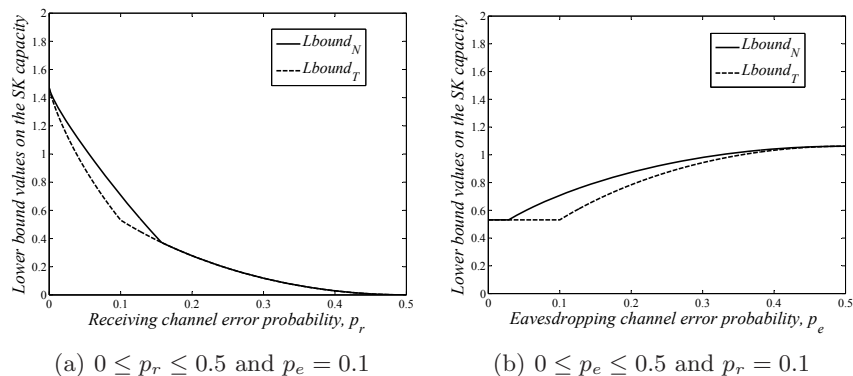 Lower bound values on the SK capacity
2
1.8
1.6
1.4
1.2
1
0.8
0.6
0.4
0.2
0
0 0.1 0.2 0.3 0.4 0.5
Lbound_N
Lbound_T
Receiving channel error probability, p_r
(a) 0 ≤ p_r ≤ 0.5 and p_e = 0.1
Lower bound values on the SK capacity
2
1.8
1.6
1.4
1.2
1
0.8
0.6
0.4
0.2
0
0 0.1 0.2 0.3 0.4 0.5
Lbound_N
Lbound_T
Eavesdropping channel error probability, p_e
(b) 0 ≤ p_e ≤ 0.5 and p_r = 0.1